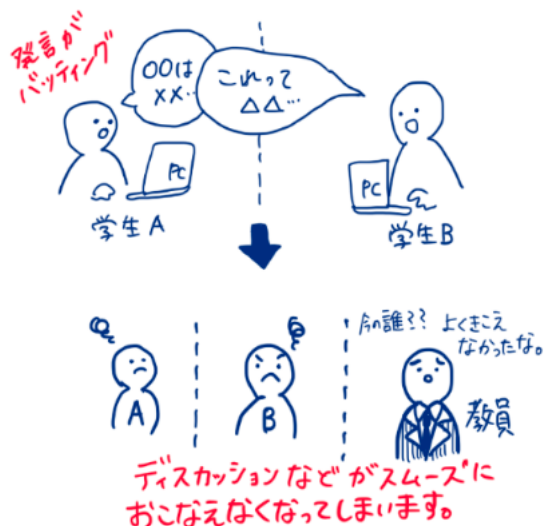 発言が
バッティング
〇〇は
××…
これって
△△…
PC
PC
学生A
学生B
今の誰?? よくきこえ
なかったな。
A
B
教員
ディスカッションなどがスムーズに
おこなえなくなってしまいます。